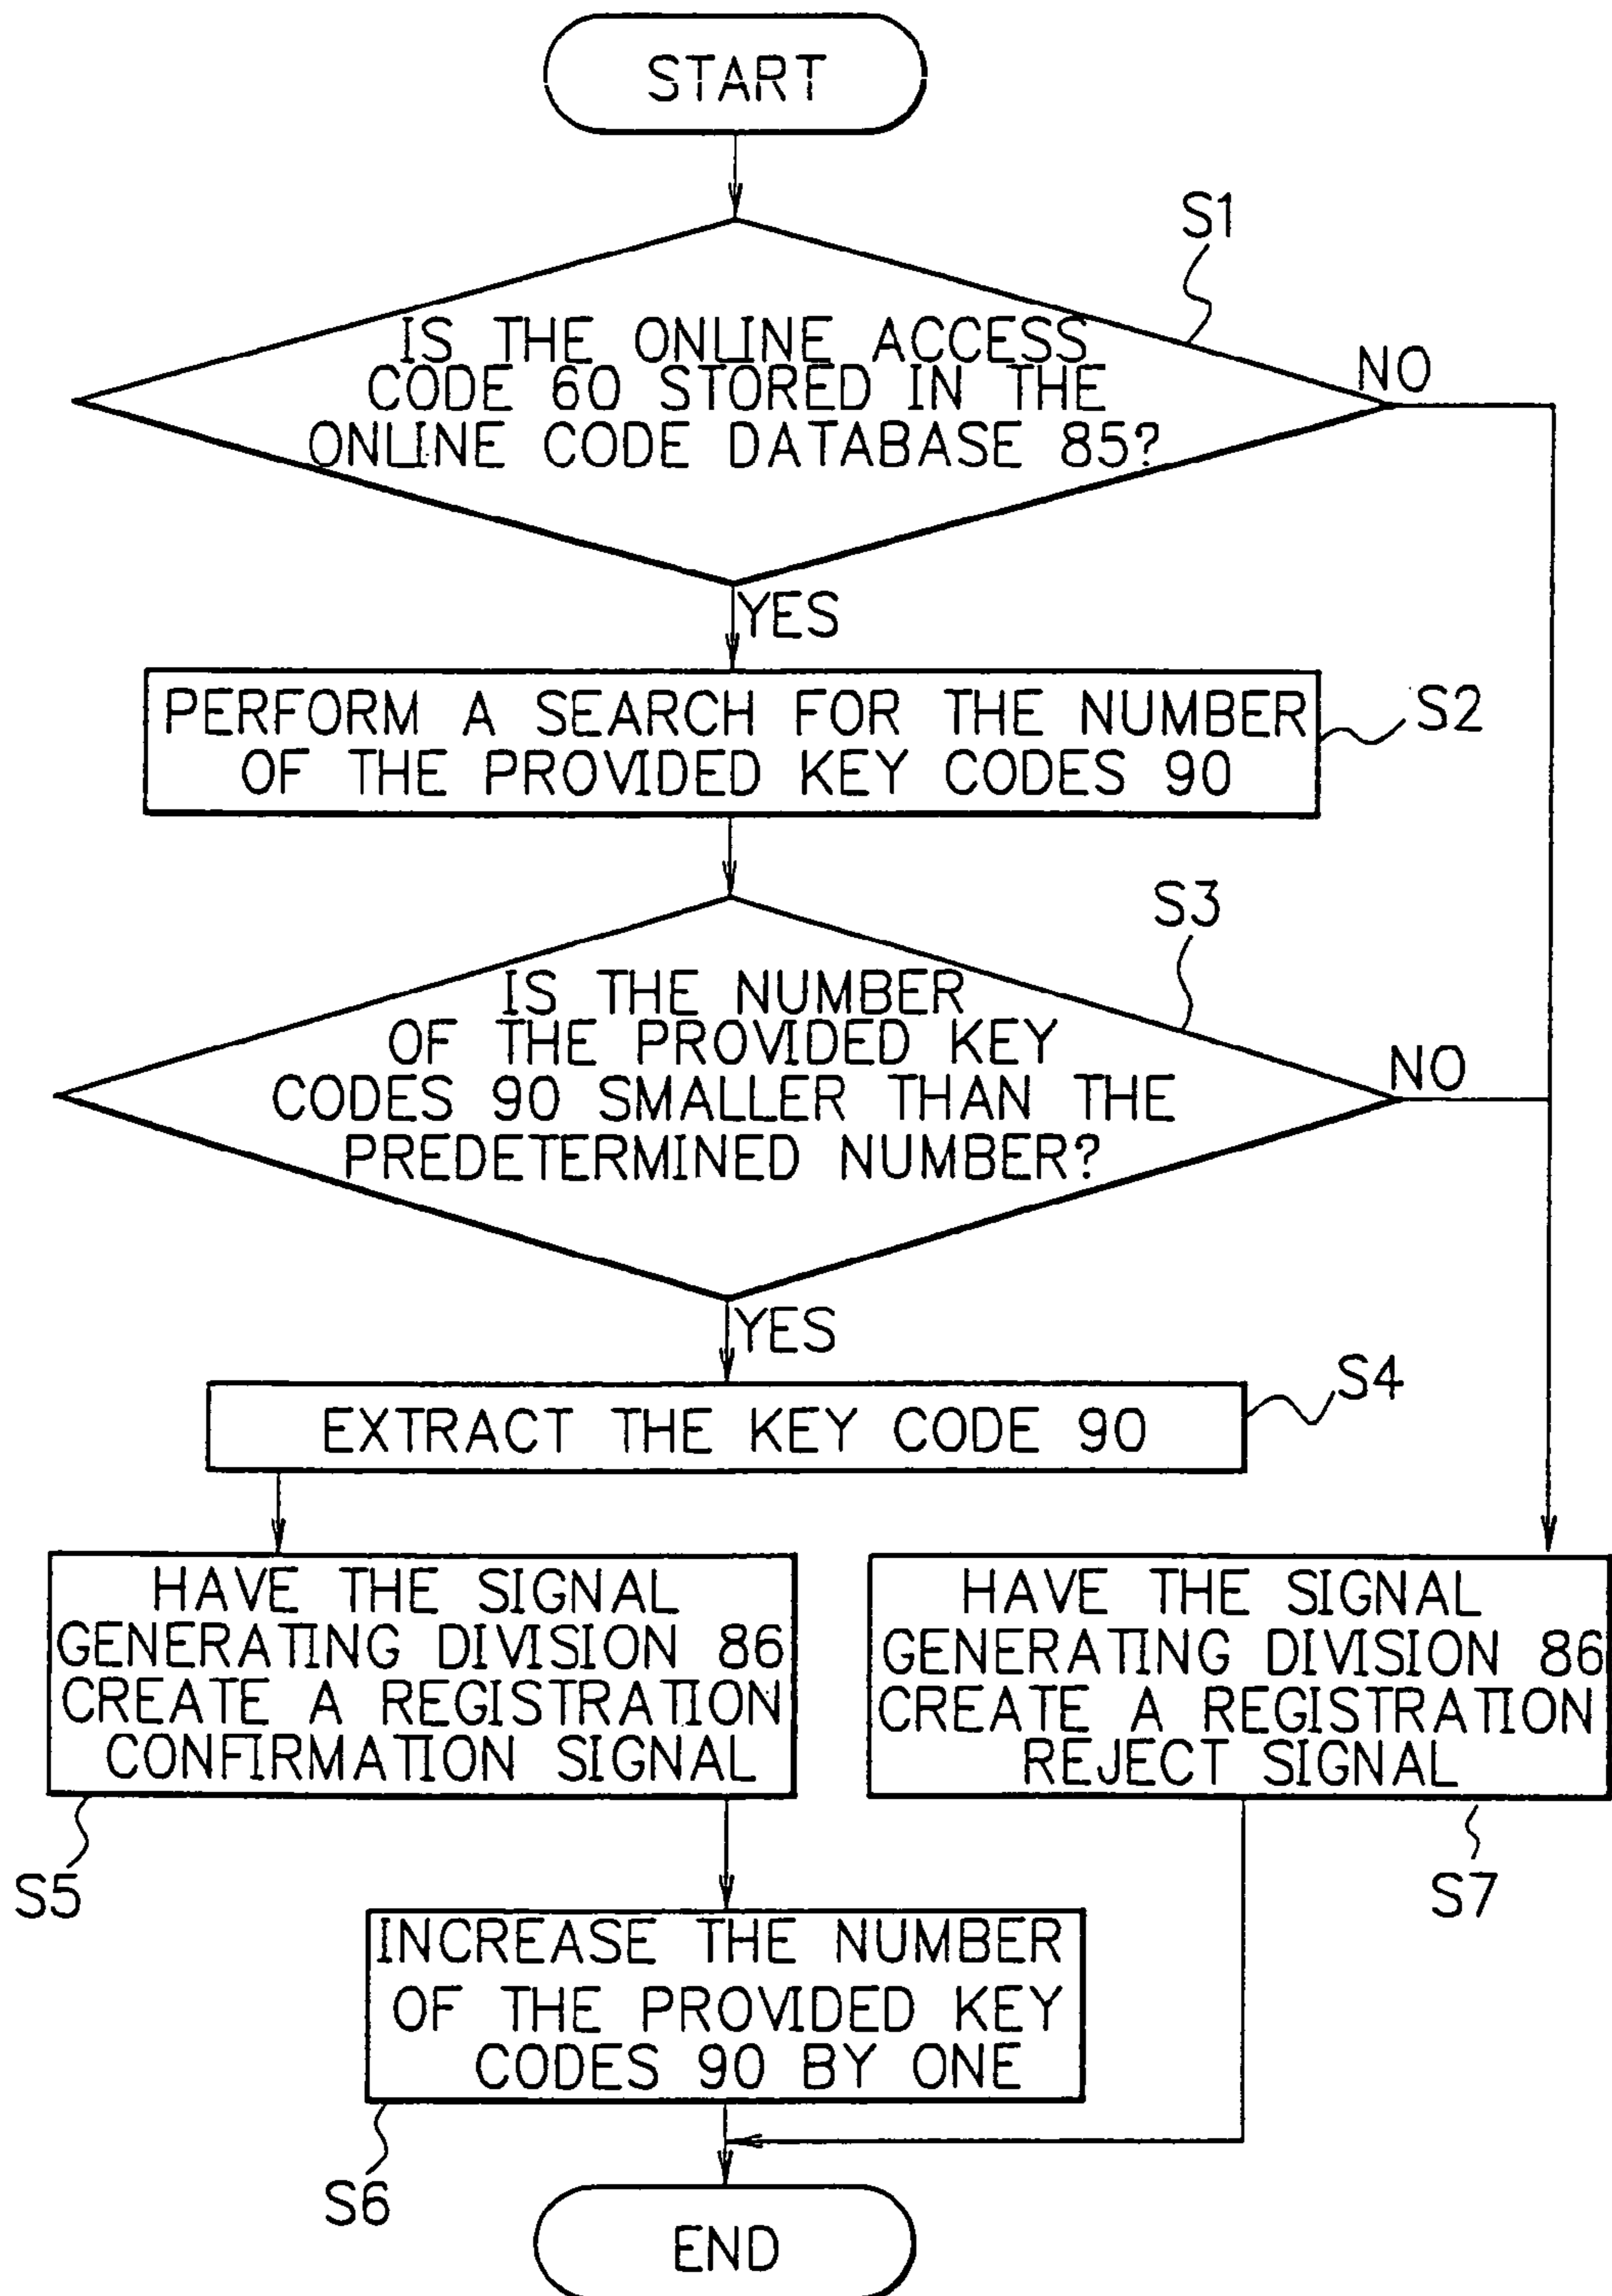 START
S1
IS THE ONLINE ACCESS
CODE 60 STORED IN THE
ONLINE CODE DATABASE 85?
NO
YES
PERFORM A SEARCH FOR THE NUMBER
OF THE PROVIDED KEY CODES 90
S2
S3
IS THE NUMBER
OF THE PROVIDED KEY
CODES 90 SMALLER THAN THE
PREDETERMINED NUMBER?
NO
YES
S4
EXTRACT THE KEY CODE 90
HAVE THE SIGNAL
GENERATING DIVISION 86
CREATE A REGISTRATION
CONFIRMATION SIGNAL
S5
HAVE THE SIGNAL
GENERATING DIVISION 86
CREATE A REGISTRATION
REJECT SIGNAL
S7
INCREASE THE NUMBER
OF THE PROVIDED KEY
CODES 90 BY ONE
S6
END